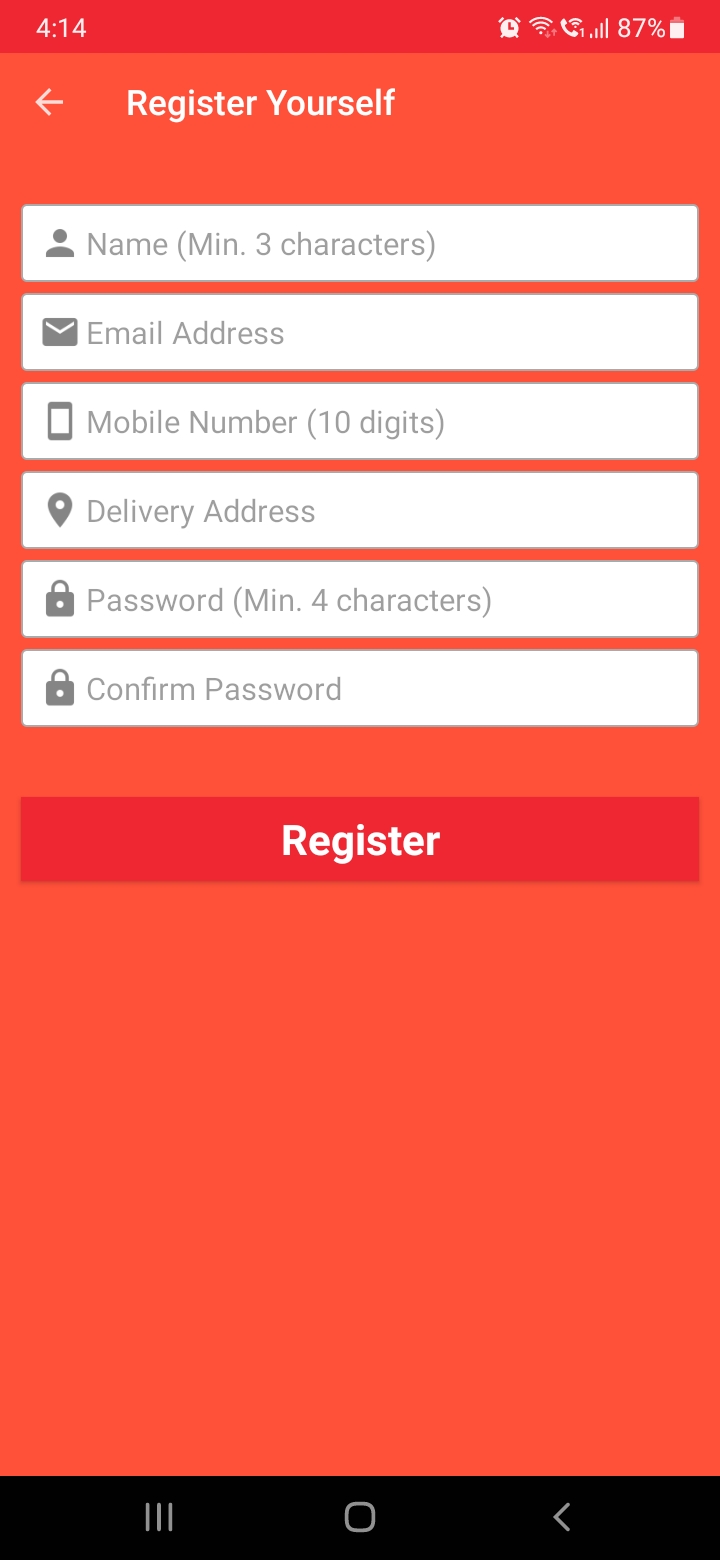 4:14 87%
Register Yourself
Name (Min. 3 characters)
Email Address
Mobile Number (10 digits)
Delivery Address
Password (Min. 4 characters)
Confirm Password
Register